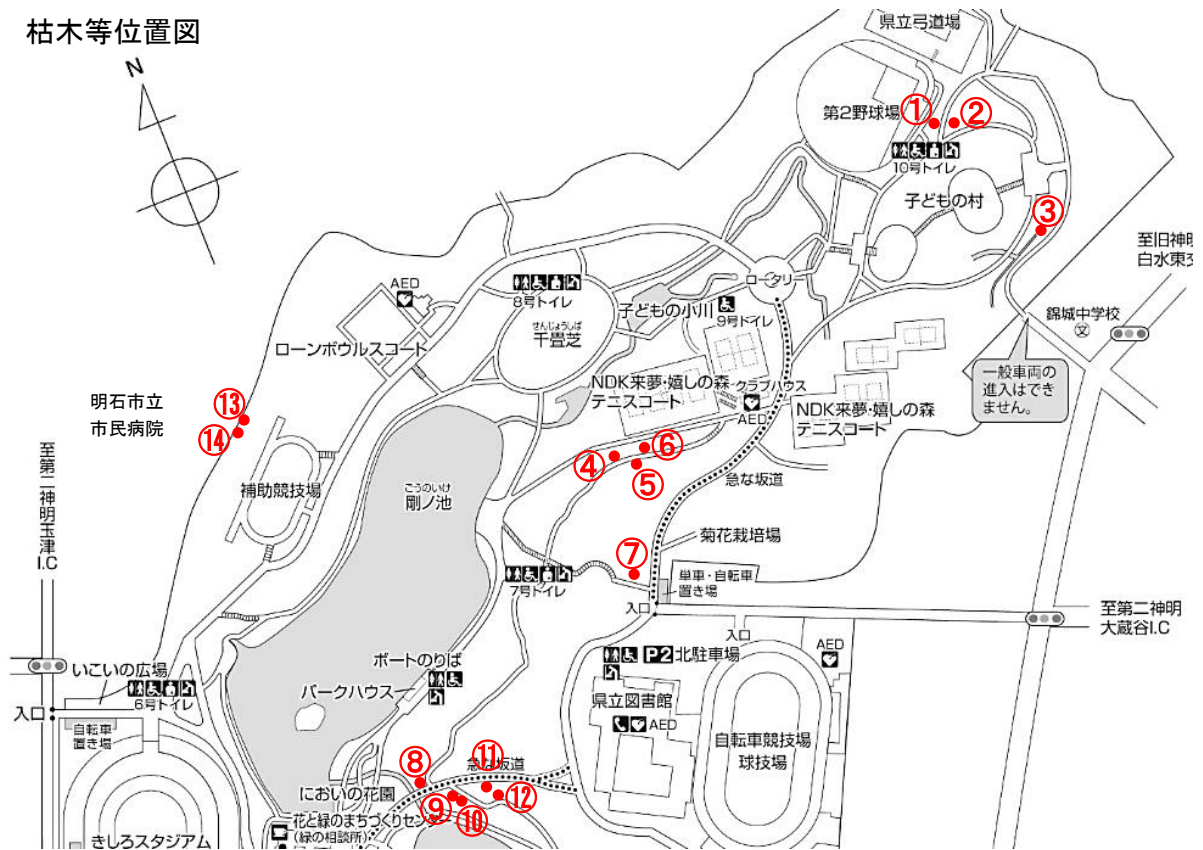 枯木等位置図
N
県立弓道場
第2野球場
①
②
10号トイレ
子どもの村
③
至旧神明
白水東交
ロータリ
AED
8号トイレ
子どもの小川
9号トイレ
錦城中学校
文
せんじょうしば
千畳芝
ローンボウルスコート
一般車両の
進入はでき
ません。
NDK来夢・嬉しの森
テニスコート
クラブハウス
AED
NDK来夢・嬉しの森
テニスコート
明石市立
市民病院
⑬
⑭
④
⑥
⑤
急な坂道
至第二神明玉津I.C
補助競技場
こうのいけ
剛ノ池
菊花栽培場
⑦
7号トイレ
単車・自転車
置き場
入口
至第二神明
大蔵谷I.C
入口
AED
ボートのりば
P2北駐車場
いこいの広場
パークハウス
6号トイレ
入口
県立図書館
AED
自転車
置き場
自転車競技場
球技場
⑧
⑪
急な坂道
においの花園
⑨
⑩
⑫
花と緑のまちづくりセンター
(緑の相談所)
きしろスタジアム